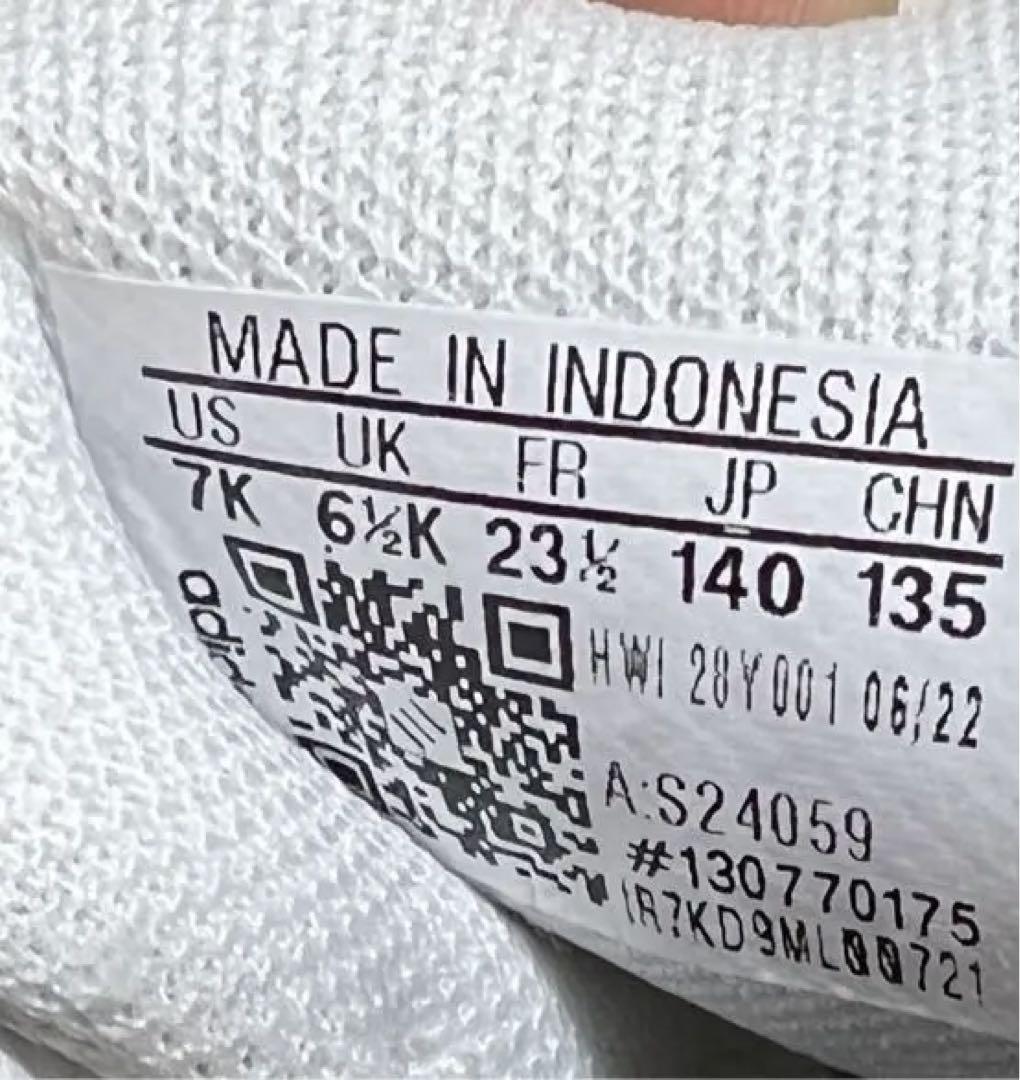 MADE IN INDONESIA
US UK FR JP CHN
7K 6½K 23½ 140 135
HWI 28Y001 06/22
A:S24059
#130770175